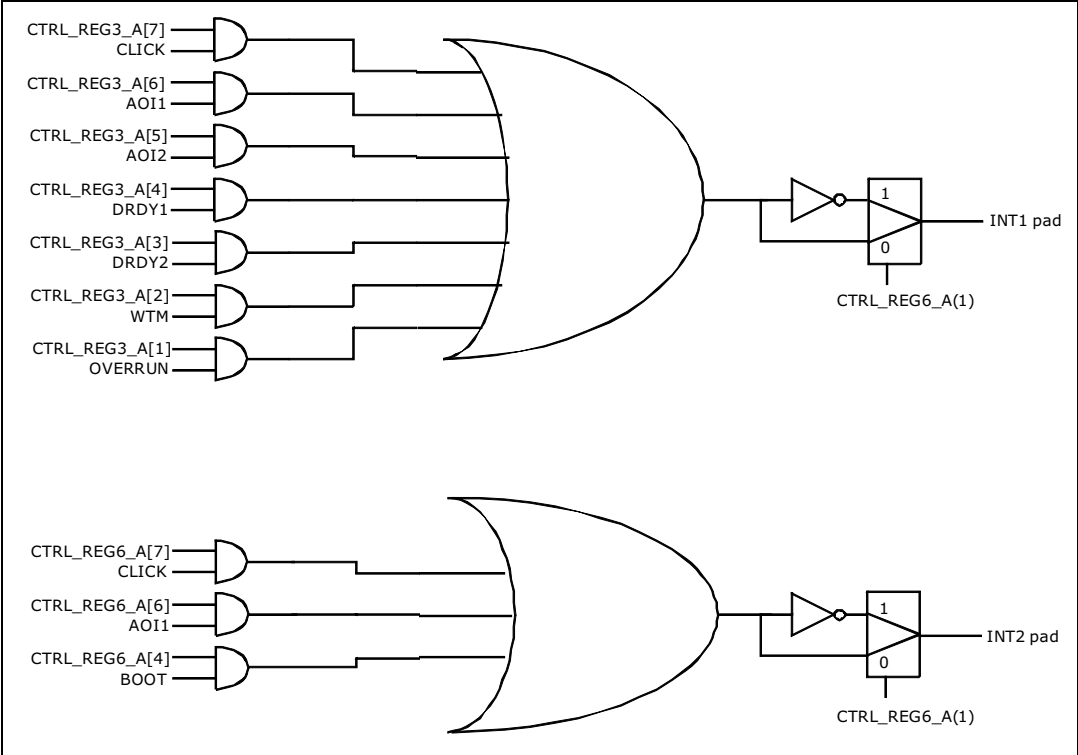 CTRL_REG3_A[7]
CLICK
CTRL_REG3_A[6]
AOI1
CTRL_REG3_A[5]
AOI2
CTRL_REG3_A[4]
DRDY1
CTRL_REG3_A[3]
DRDY2
CTRL_REG3_A[2]
WTM
CTRL_REG3_A[1]
OVERRUN
1
0
INT1 pad
CTRL_REG6_A(1)
CTRL_REG6_A[7]
CLICK
CTRL_REG6_A[6]
AOI1
CTRL_REG6_A[4]
BOOT
1
0
INT2 pad
CTRL_REG6_A(1)